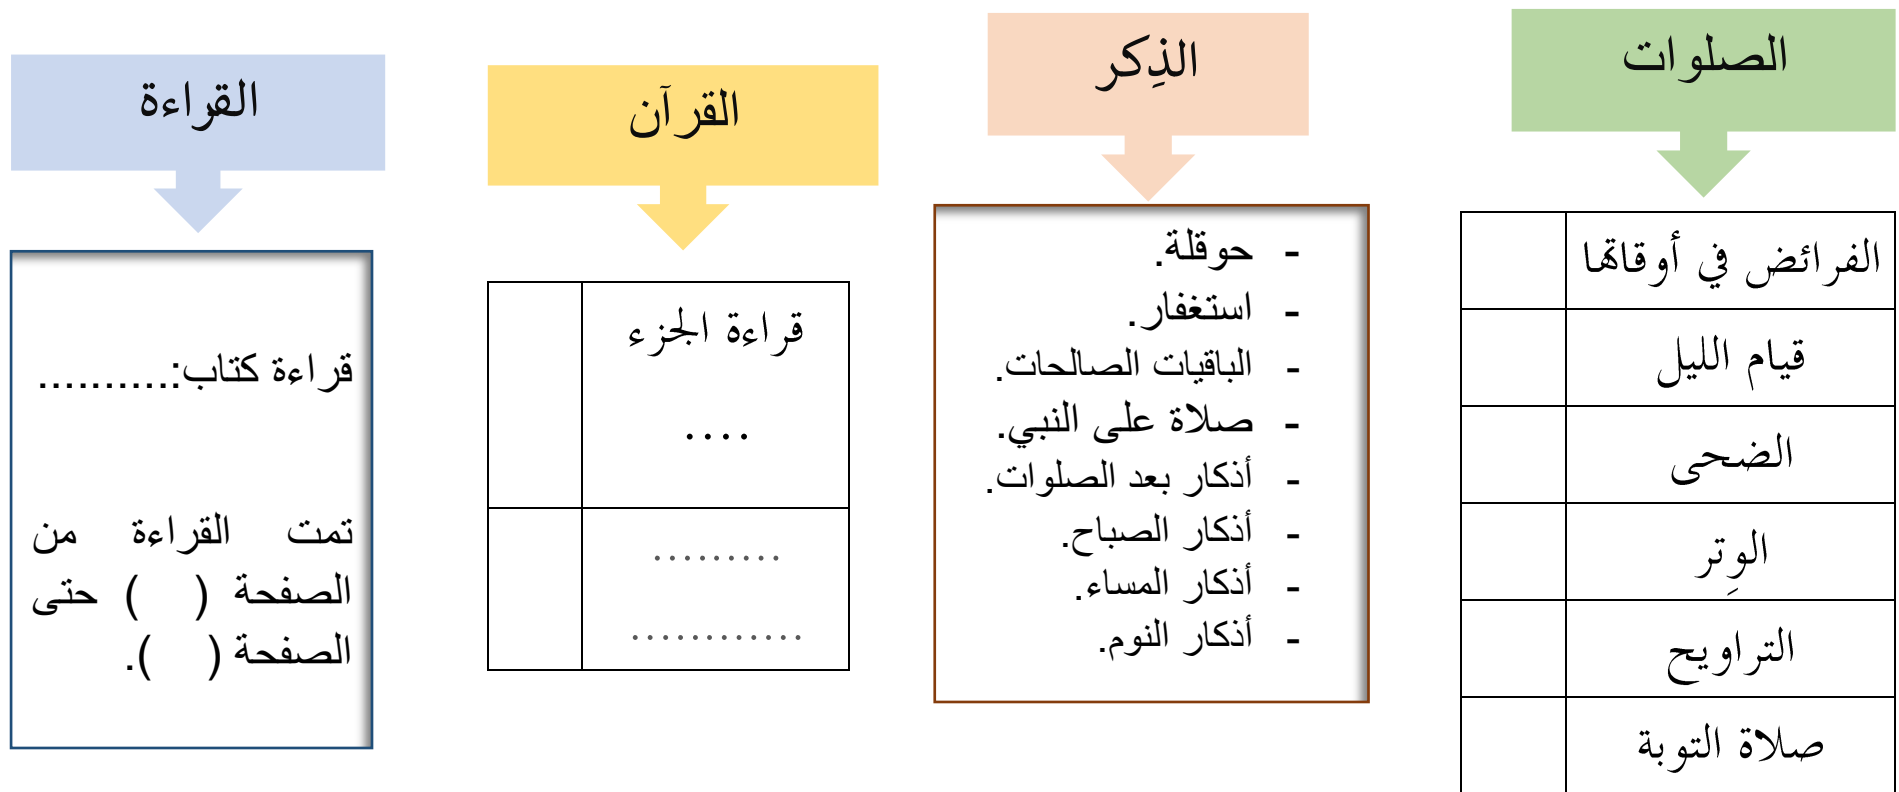 الصلوات
الفرائض في أوقاتها
قيام الليل
الضحى
الوِتر
التراويح
صلاة التوبة
الذِكر
- حوقلة.
- استغفار.
- الباقيات الصالحات.
- صلاة على النبي.
- أذكار بعد الصلوات.
- أذكار الصباح.
- أذكار المساء.
- أذكار النوم.
القرآن
قراءة الجزء
....
.........
............
القراءة
قراءة كتاب:..........
تمت القراءة من
الصفحة (   ) حتى
الصفحة (   ).